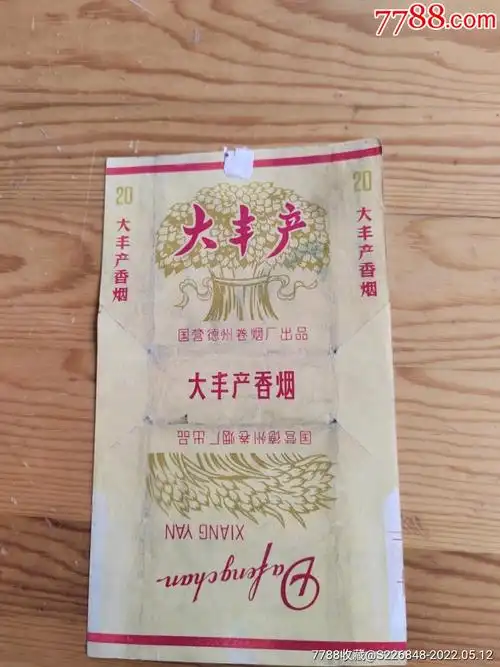 7788.com
20
20
大丰产
大丰产香烟
大丰产香烟
国营德州卷烟厂出品
大丰产香烟
国营德州卷烟厂出品
XIANG YAN
Dafengchan
7788收藏@S226848-2022.05.12